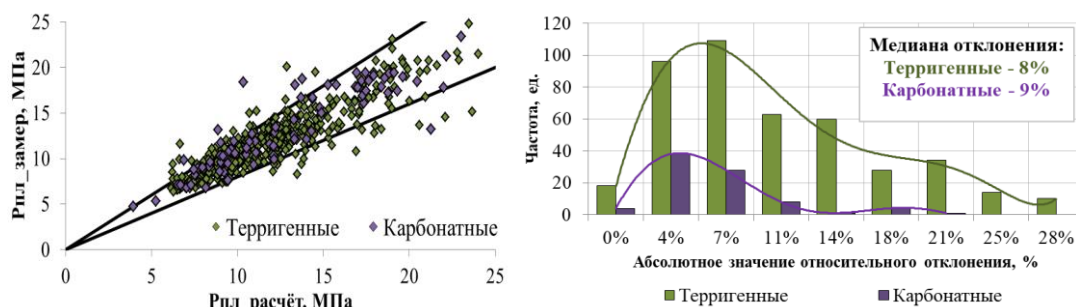 25
20
15
10
5
0
Pпл_замер, МПа
0 5 10 15 20 25
Pпл_расчёт, МПа
Терригенные Карбонатные
120
100
80
60
40
20
0
Частота, ед.
Медиана отклонения:
Терригенные - 8%
Карбонатные - 9%
0% 4% 7% 11% 14% 18% 21% 25% 28%
Абсолютное значение относительного отклонения, %
Терригенные Карбонатные